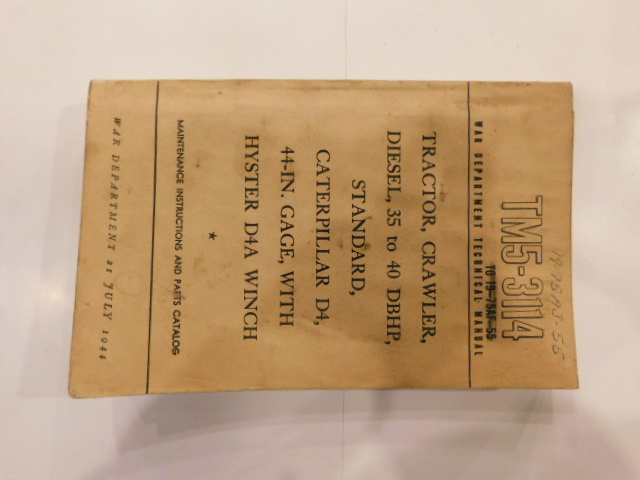 TM5-3114
WAR DEPARTMENT TECHNICAL MANUAL
TRACTOR, CRAWLER,
DIESEL, 35 to 40 DBHP,
STANDARD,
CATERPILLAR D4,
44-IN. GAGE, WITH
HYSTER D4A WINCH
★
MAINTENANCE INSTRUCTIONS AND PARTS CATALOG
WAR DEPARTMENT 21 JULY 1944